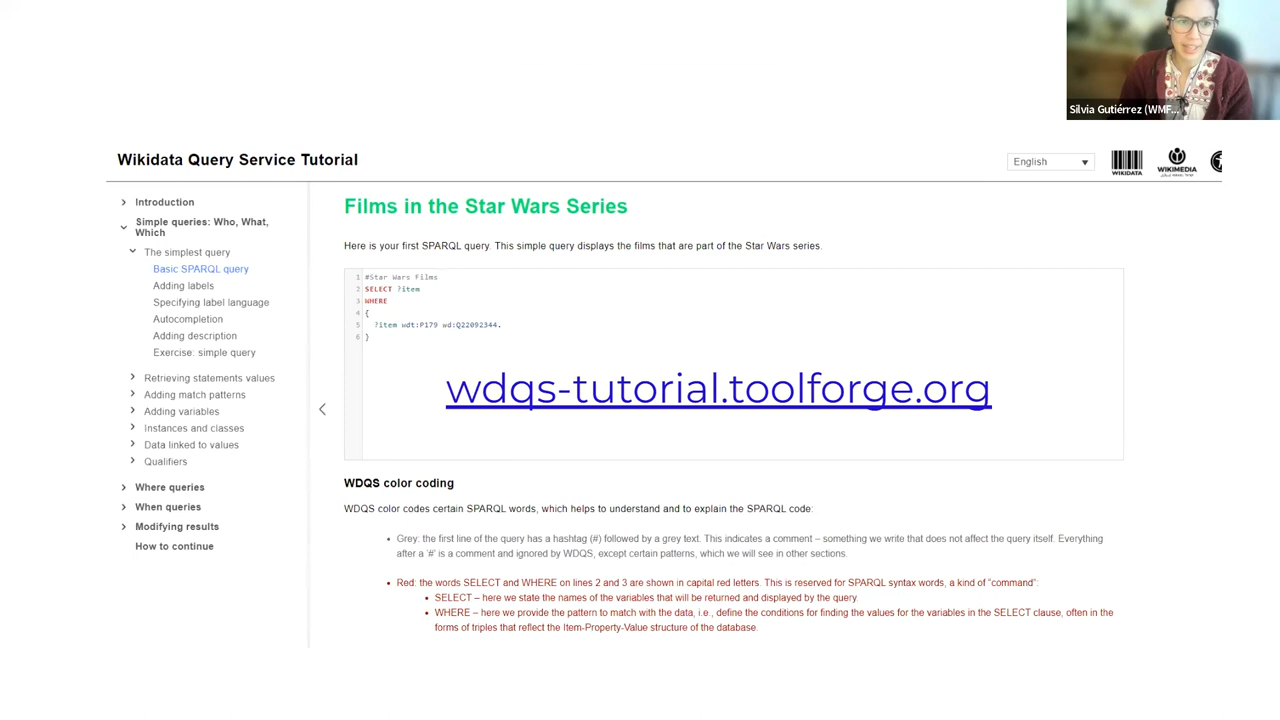 Silvia Gutiérrez (WMF...
Wikidata Query Service Tutorial
English
WIKIDATA
WIKIMEDIA
Introduction
Simple queries: Who, What,
Which
The simplest query
Basic SPARQL query
Adding labels
Specifying label language
Autocompletion
Adding description
Exercise: simple query
Retrieving statements values
Adding match patterns
Adding variables
Instances and classes
Data linked to values
Qualifiers
Where queries
When queries
Modifying results
How to continue
Films in the Star Wars Series
Here is your first SPARQL query. This simple query displays the films that are part of the Star Wars series.
1 #Star Wars Films
2 SELECT ?item
3 WHERE
4 {
5 ?item wdt:P179 wd:Q22092344.
6 }
wdqs-tutorial.toolforge.org
WDQS color coding
WDQS color codes certain SPARQL words, which helps to understand and to explain the SPARQL code:
• Grey: the first line of the query has a hashtag (#) followed by a grey text. This indicates a comment – something we write that does not affect the query itself. Everything
after a '#' is a comment and ignored by WDQS, except certain patterns, which we will see in other sections.
• Red: the words SELECT and WHERE on lines 2 and 3 are shown in capital red letters. This is reserved for SPARQL syntax words, a kind of "command":
• SELECT – here we state the names of the variables that will be returned and displayed by the query.
• WHERE – here we provide the pattern to match with the data, i.e., define the conditions for finding the values for the variables in the SELECT clause, often in the
forms of triples that reflect the Item-Property-Value structure of the database.